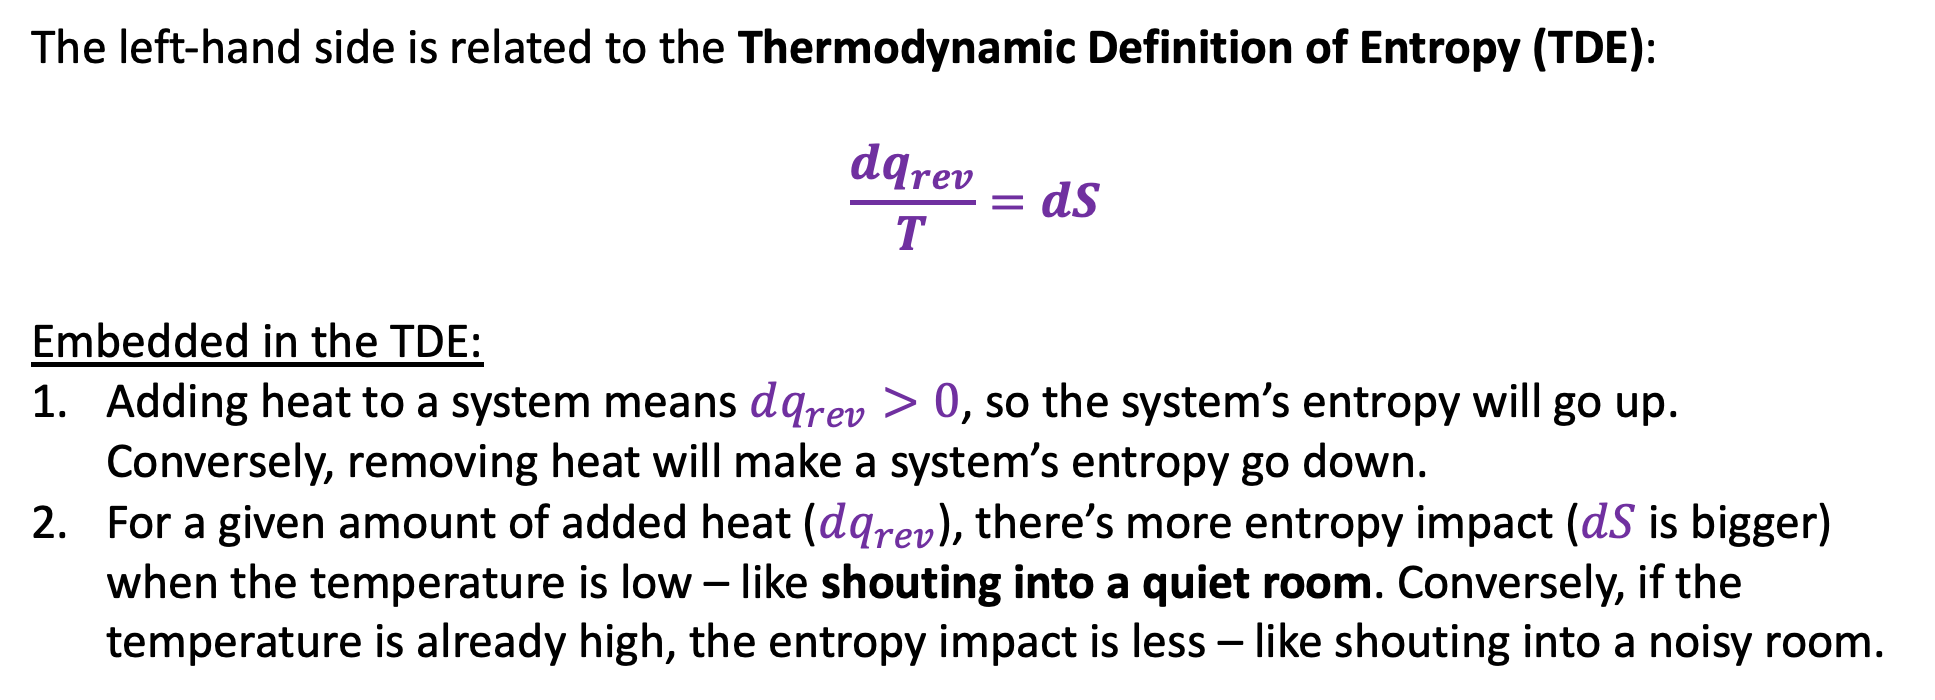 The left-hand side is related to the Thermodynamic Definition of Entropy (TDE):
dq_rev / T = dS
Embedded in the TDE:
1. Adding heat to a system means dq_rev > 0, so the system’s entropy will go up.
Conversely, removing heat will make a system’s entropy go down.
2. For a given amount of added heat (dq_rev), there’s more entropy impact (dS is bigger)
when the temperature is low – like shouting into a quiet room. Conversely, if the
temperature is already high, the entropy impact is less – like shouting into a noisy room.